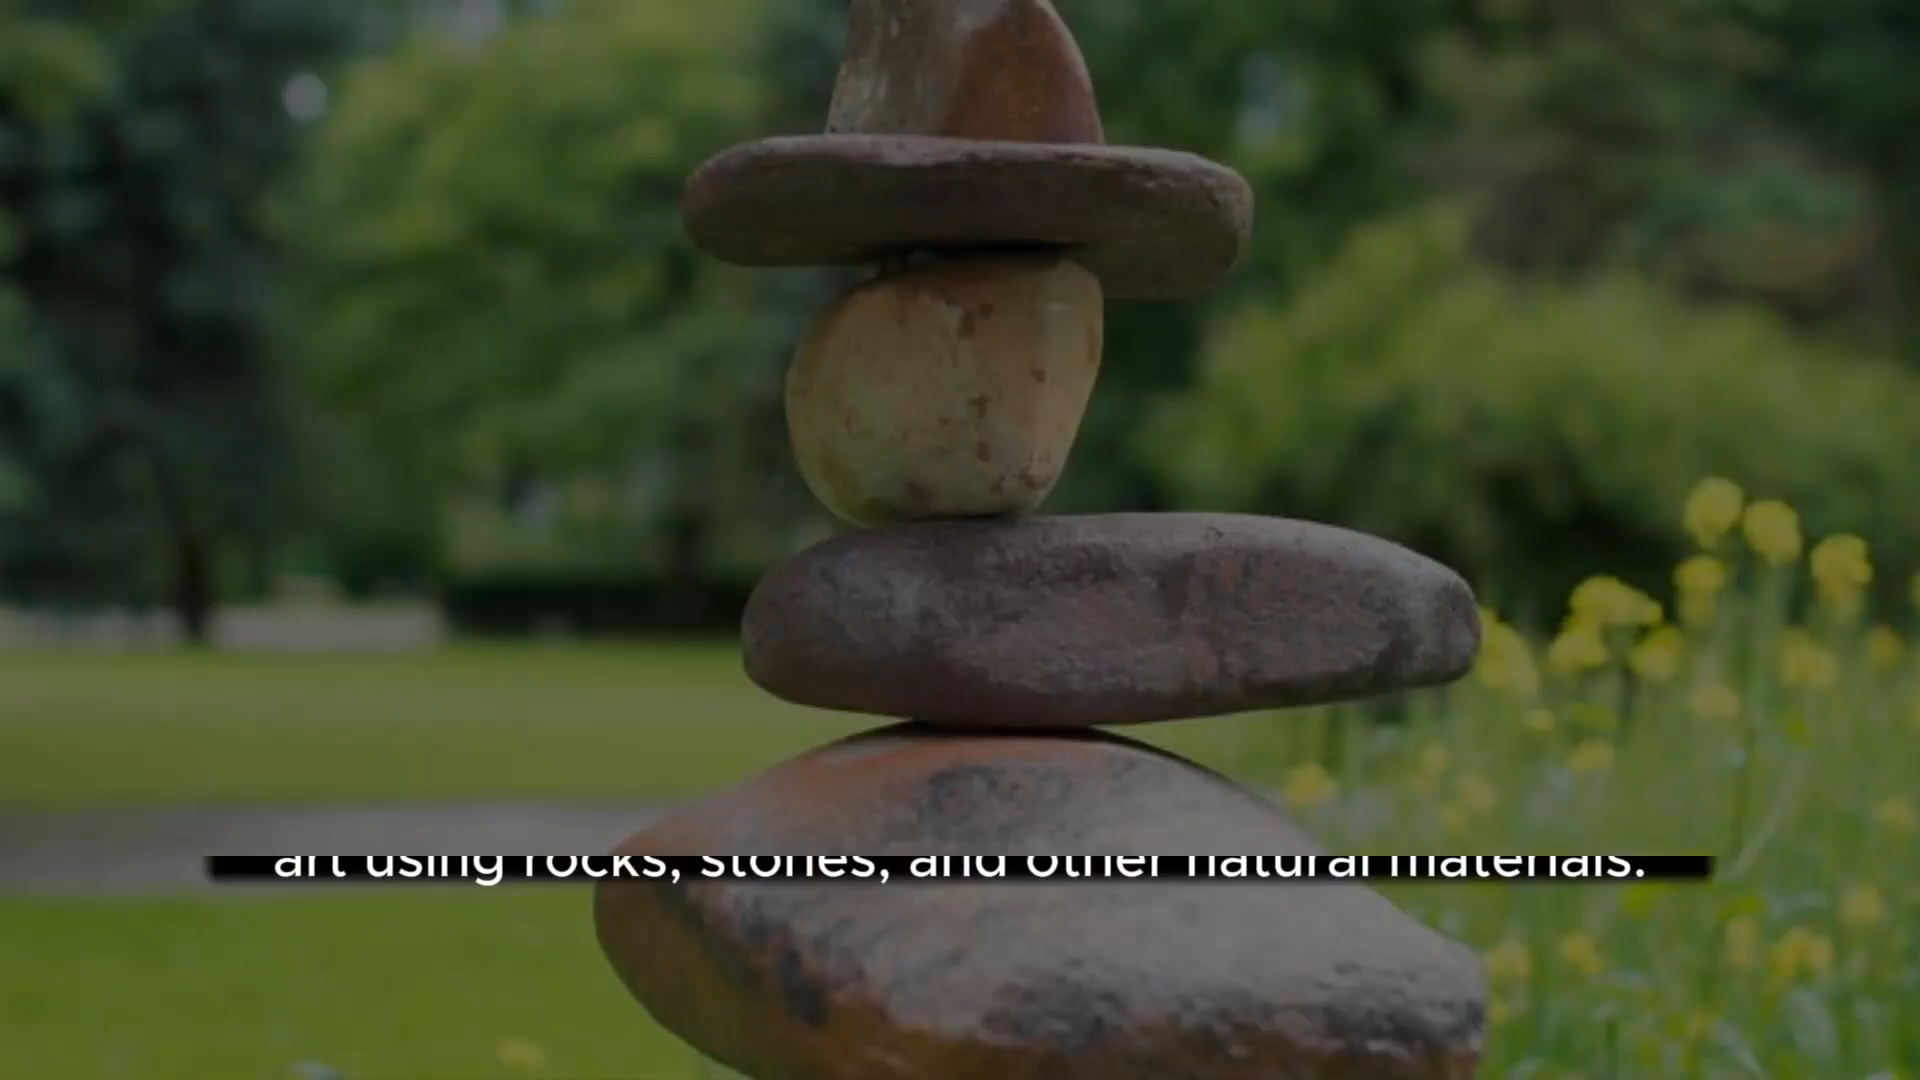 art using rocks, stones, and other natural materials.